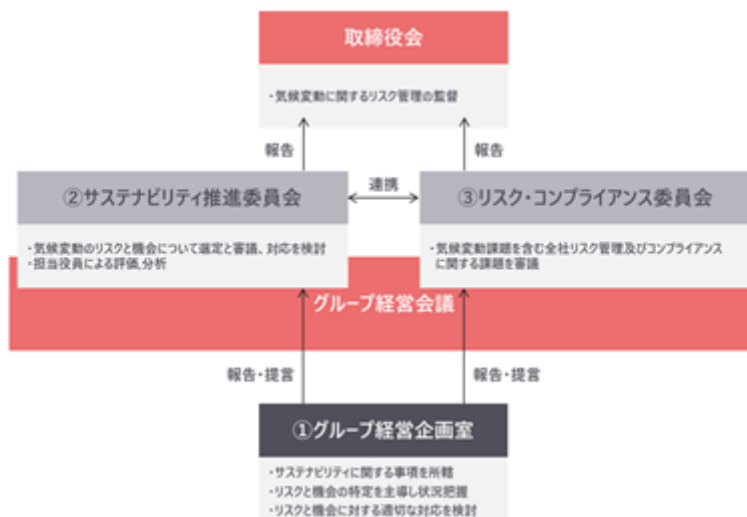 取締役会
・気候変動に関するリスク管理の監督
報告
報告
②サステナビリティ推進委員会
連携
③リスク・コンプライアンス委員会
・気候変動のリスクと機会について選定と審議、対応を検討
・担当役員による評価,分析
・気候変動課題を含む全社リスク管理及びコンプライアンス
に関する課題を審議
グループ経営会議
報告・提言
報告・提言
①グループ経営企画室
・サステナビリティに関する事項を所轄
・リスクと機会の特定を主導し状況把握
・リスクと機会に対する適切な対応を検討